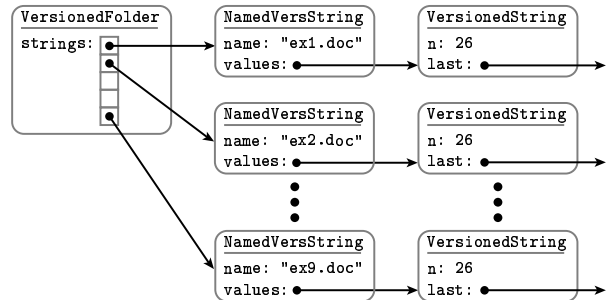 VersionedFolder
strings:
NamedVersString
name: "ex1.doc"
values:
VersionedString
n: 26
last:
NamedVersString
name: "ex2.doc"
values:
VersionedString
n: 26
last:
NamedVersString
name: "ex9.doc"
values:
VersionedString
n: 26
last: